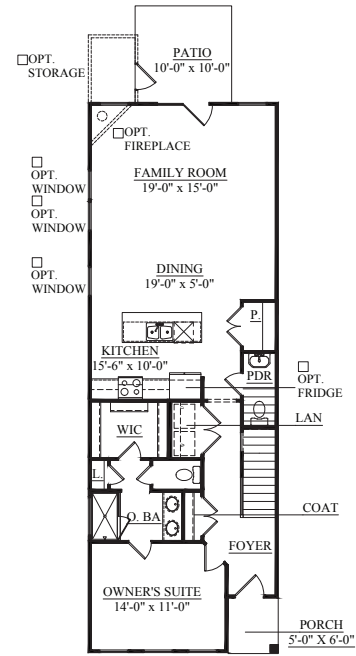 PATIO
10'-0" x 10'-0"
OPT.
STORAGE
OPT.
FIREPLACE
OPT.
WINDOW
OPT.
WINDOW
FAMILY ROOM
19'-0" x 15'-0"
OPT.
WINDOW
DINING
19'-0" x 5'-0"
P.
KITCHEN
15'-6" x 10'-0"
PDR
OPT.
FRIDGE
LAN
WIC
L.
COAT
O. BA
FOYER
OWNER'S SUITE
14'-0" x 11'-0"
PORCH
5'-0" X 6'-0"